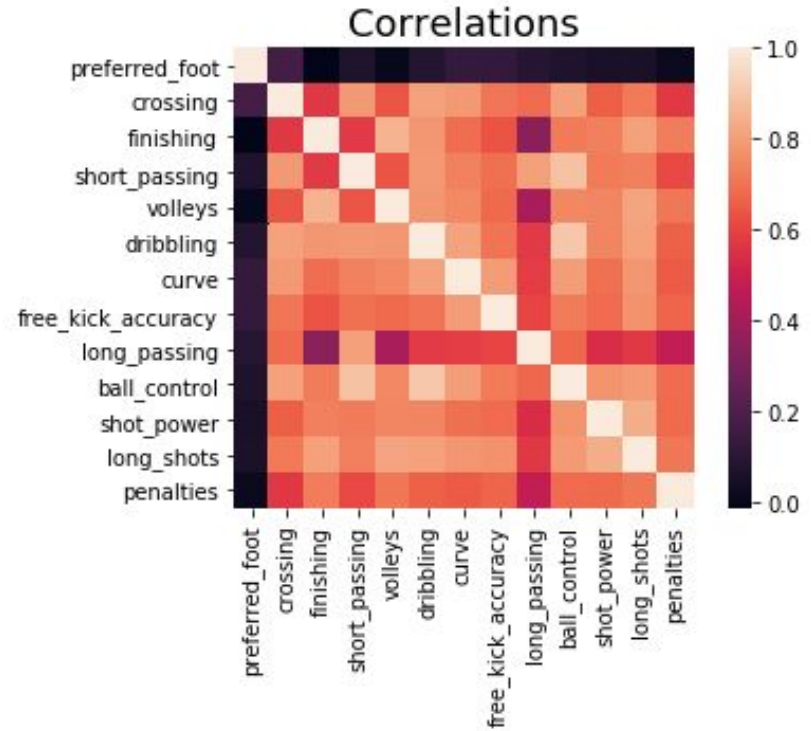 Correlations
preferred_foot
crossing
finishing
short_passing
volleys
dribbling
curve
free_kick_accuracy
long_passing
ball_control
shot_power
long_shots
penalties
1.0
0.8
0.6
0.4
0.2
0.0
preferred_foot
crossing
finishing
short_passing
volleys
dribbling
curve
free_kick_accuracy
long_passing
ball_control
shot_power
long_shots
penalties